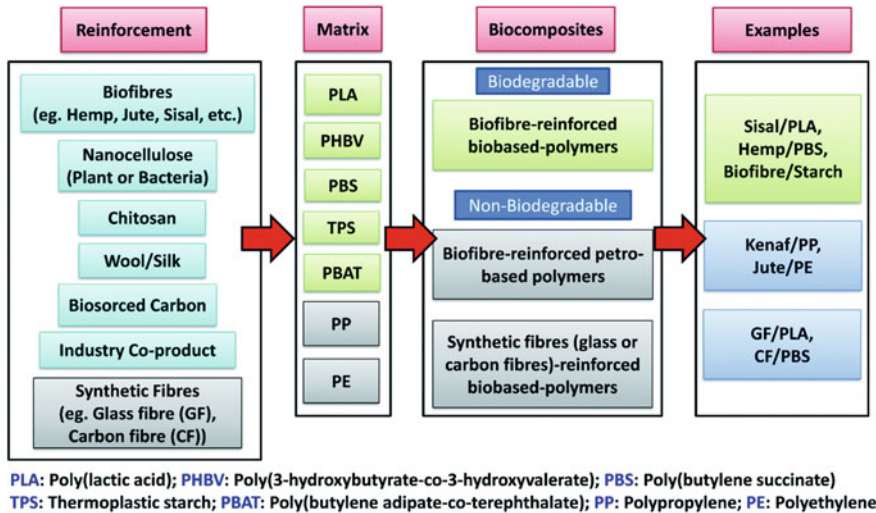 Reinforcement
Biofibres
(eg. Hemp, Jute, Sisal, etc.)
Nanocellulose
(Plant or Bacteria)
Chitosan
Wool/Silk
Biosorced Carbon
Industry Co-product
Synthetic Fibres
(eg. Glass fibre (GF),
Carbon fibre (CF))
Matrix
PLA
PHBV
PBS
TPS
PBAT
PP
PE
Biocomposites
Biodegradable
Biofibre-reinforced
biobased-polymers
Non-Biodegradable
Biofibre-reinforced petro-
based polymers
Synthetic fibres (glass or
carbon fibres)-reinforced
biobased-polymers
Examples
Sisal/PLA,
Hemp/PBS,
Biofibre/Starch
Kenaf/PP,
Jute/PE
GF/PLA,
CF/PBS
PLA: Poly(lactic acid); PHBV: Poly(3-hydroxybutyrate-co-3-hydroxyvalerate); PBS: Poly(butylene succinate)
TPS: Thermoplastic starch; PBAT: Poly(butylene adipate-co-terephthalate); PP: Polypropylene; PE: Polyethylene